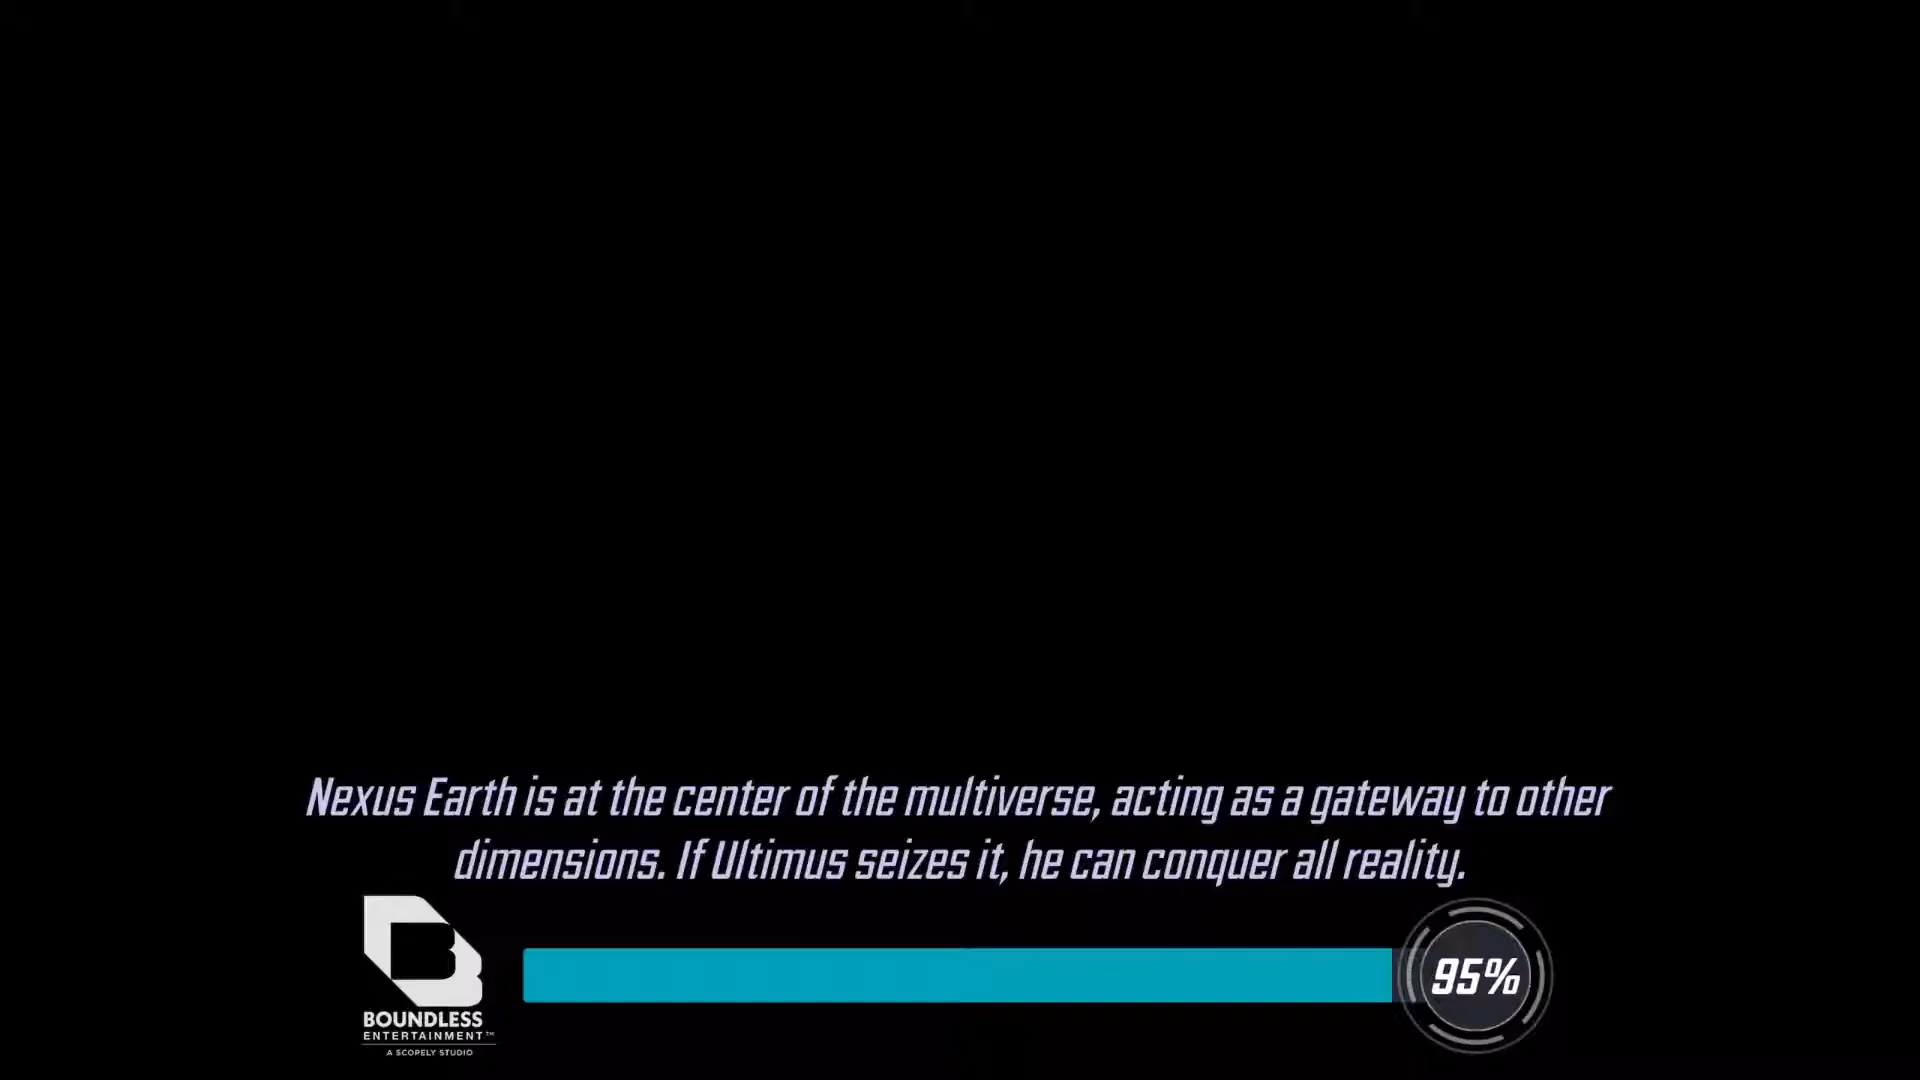 Nexus Earth is at the center of the multiverse, acting as a gateway to other
dimensions. If Ultimus seizes it, he can conquer all reality.
95%
BOUNDLESS
ENTERTAINMENT™
A SCOPELY STUDIO